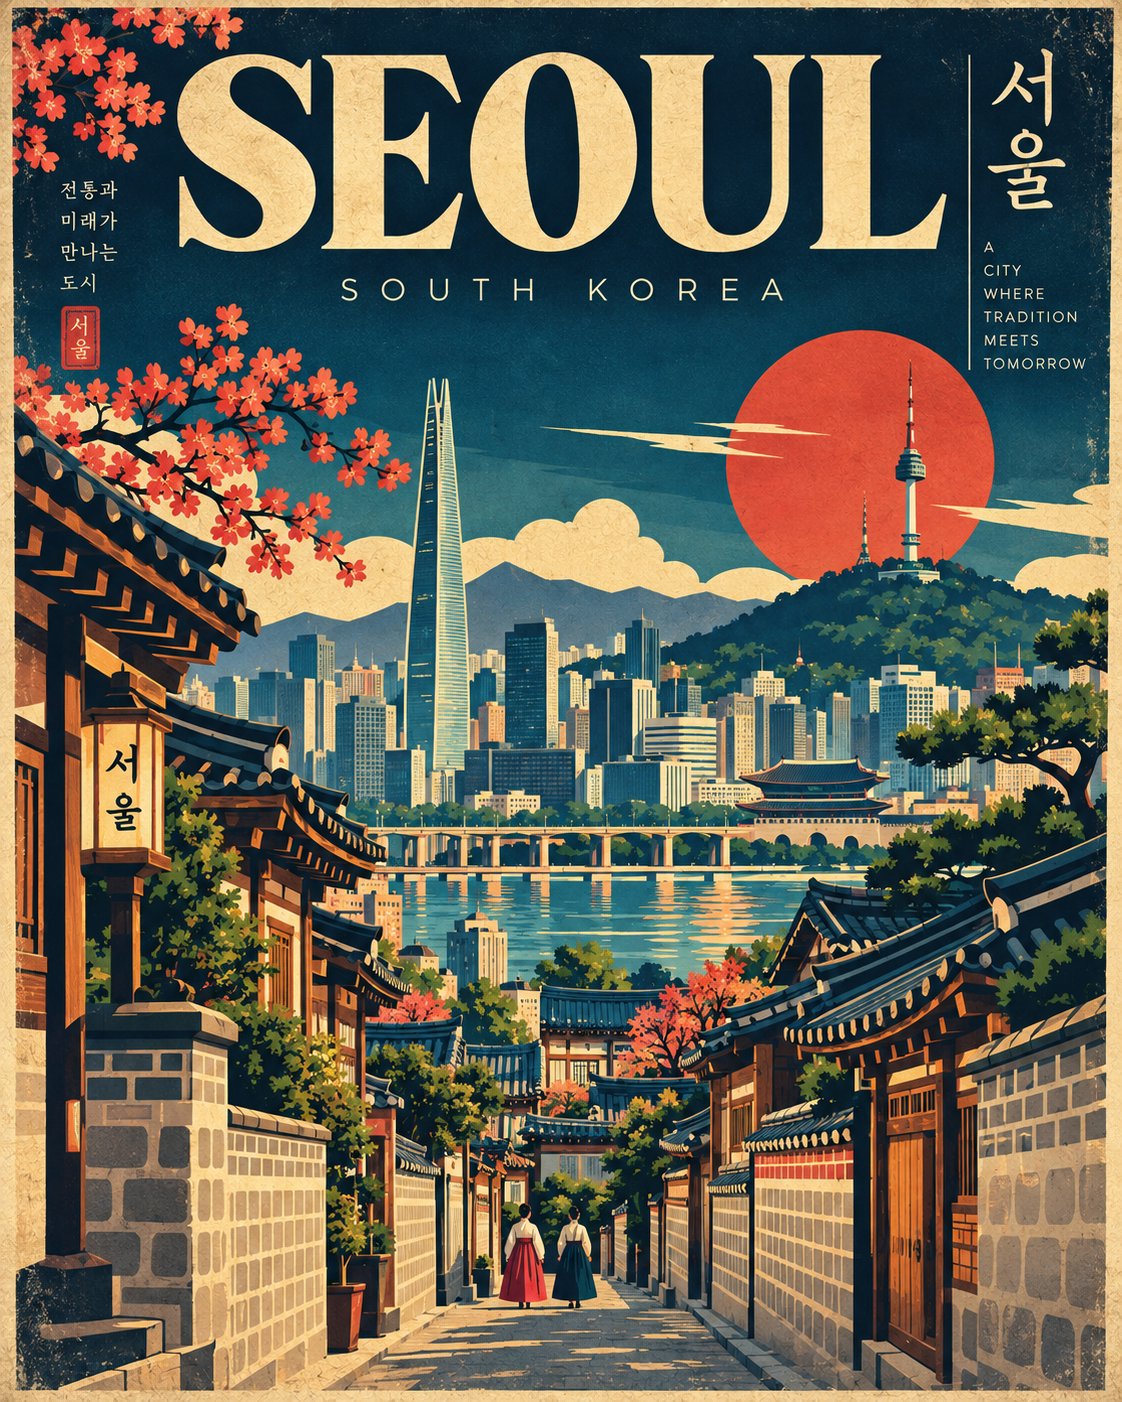 SEOUL
SOUTH KOREA
서
울
A
CITY
WHERE
TRADITION
MEETS
TOMORROW
전통과
미래가
만나는
도시
서
울
서
울